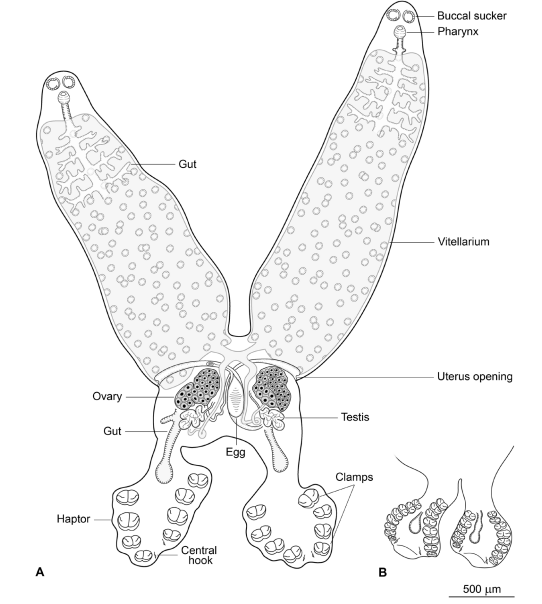 Buccal sucker
Pharynx
Gut
Vitellarium
Uterus opening
Ovary
Testis
Gut
Egg
Clamps
Haptor
Central
hook
A
B
500 µm